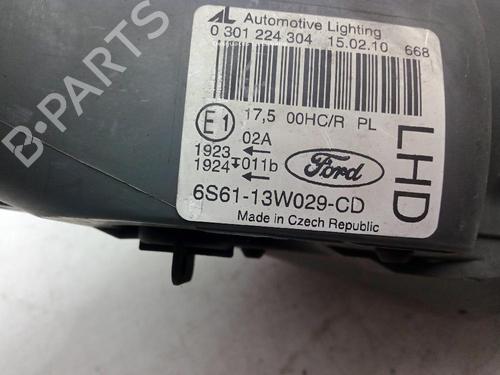 AL Automotive Lighting
0 301 224 304 15.02.10 668
E1 17,5 00HC/R PL
02A
1923
1924 011b
Ford
LHD
6S61-13W029-CD
Made in Czech Republic
B-PARTS